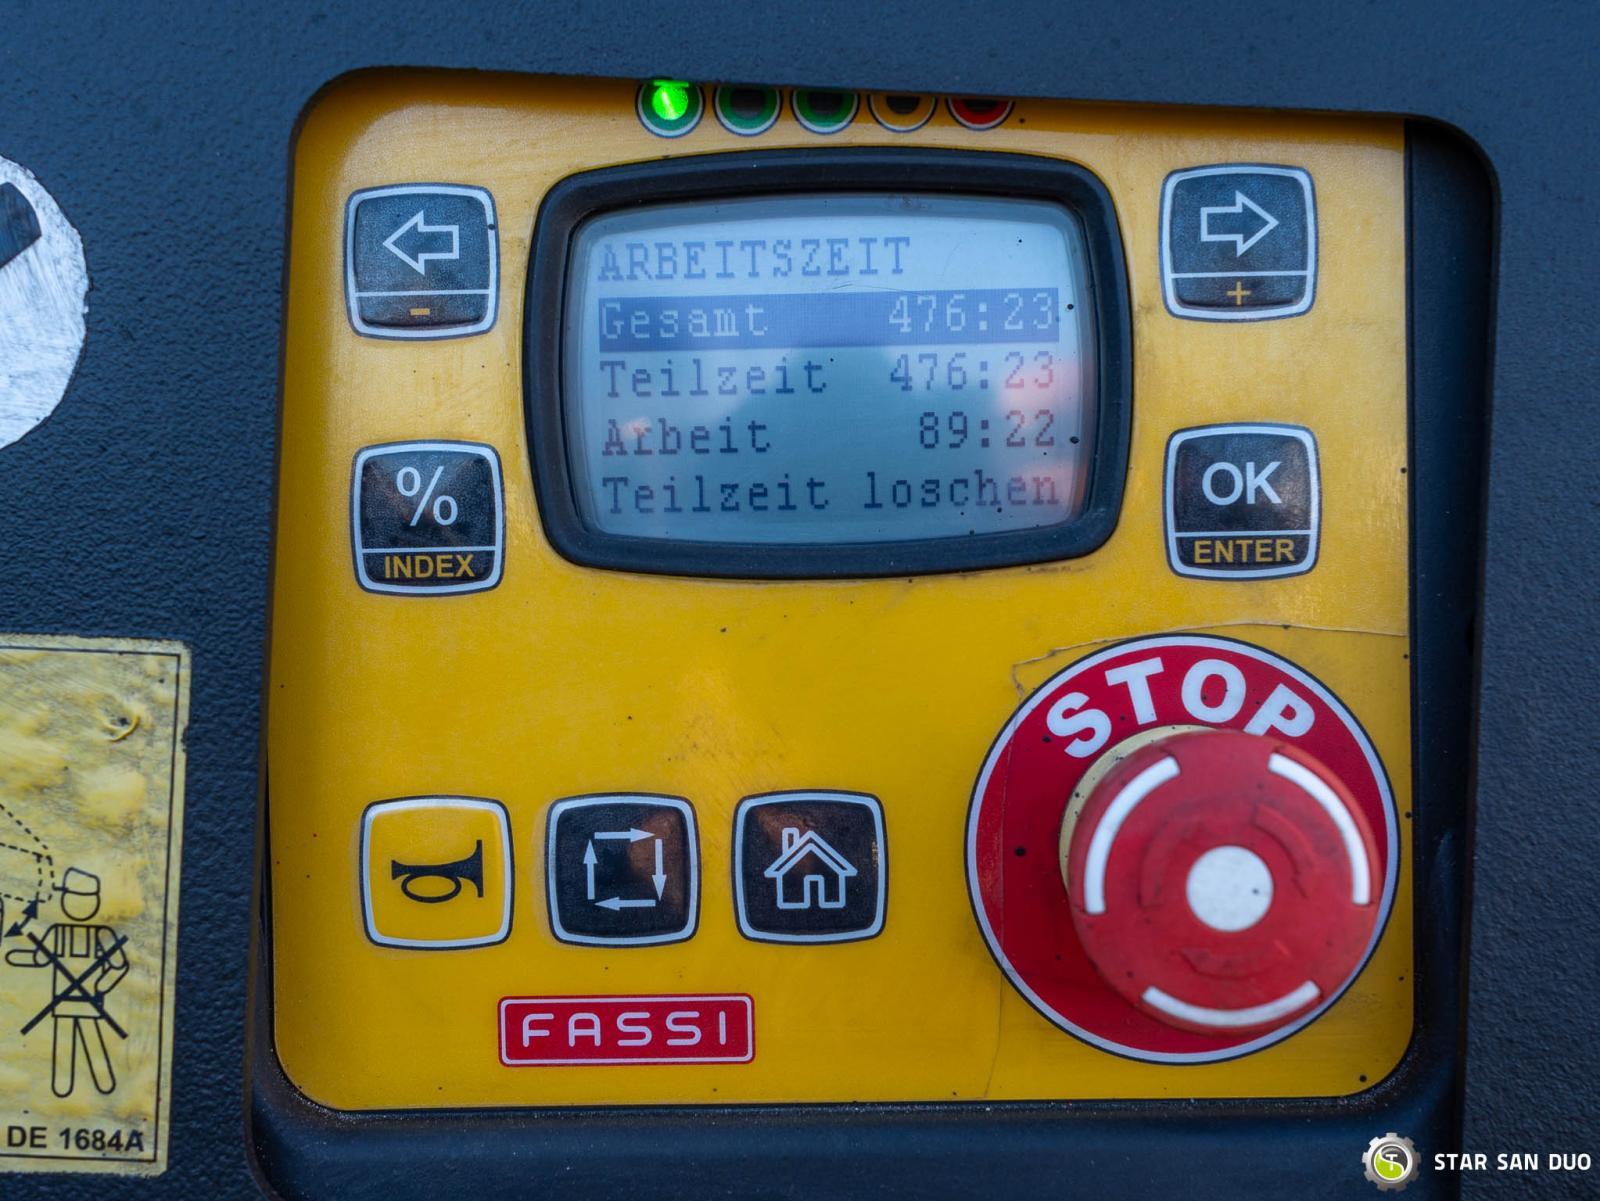 ARBEITSZEIT
Gesamt 476:23
Teilzeit 476:23
Arbeit 89:22
Teilzeit loschen
-
+
%
INDEX
OK
ENTER
STOP
FASSI
DE 1684A
STAR SAN DUO